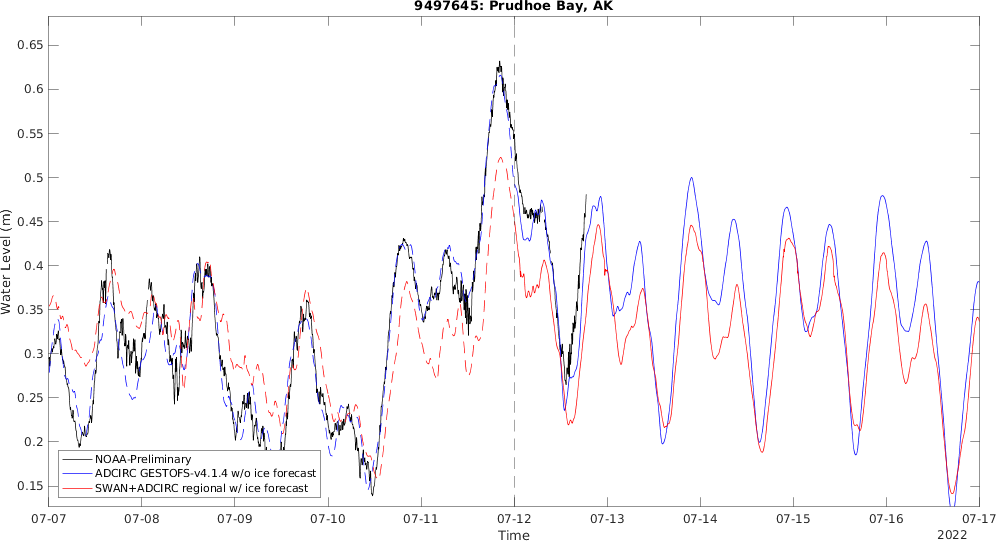 9497645: Prudhoe Bay, AK
0.65
0.6
0.55
0.5
0.45
0.4
0.35
0.3
0.25
0.2
0.15
Water Level (m)
NOAA-Preliminary
ADCIRC GESTOFS-v4.1.4 w/o ice forecast
SWAN+ADCIRC regional w/ ice forecast
07-07 07-08 07-09 07-10 07-11 07-12 07-13 07-14 07-15 07-16 07-17
Time
2022